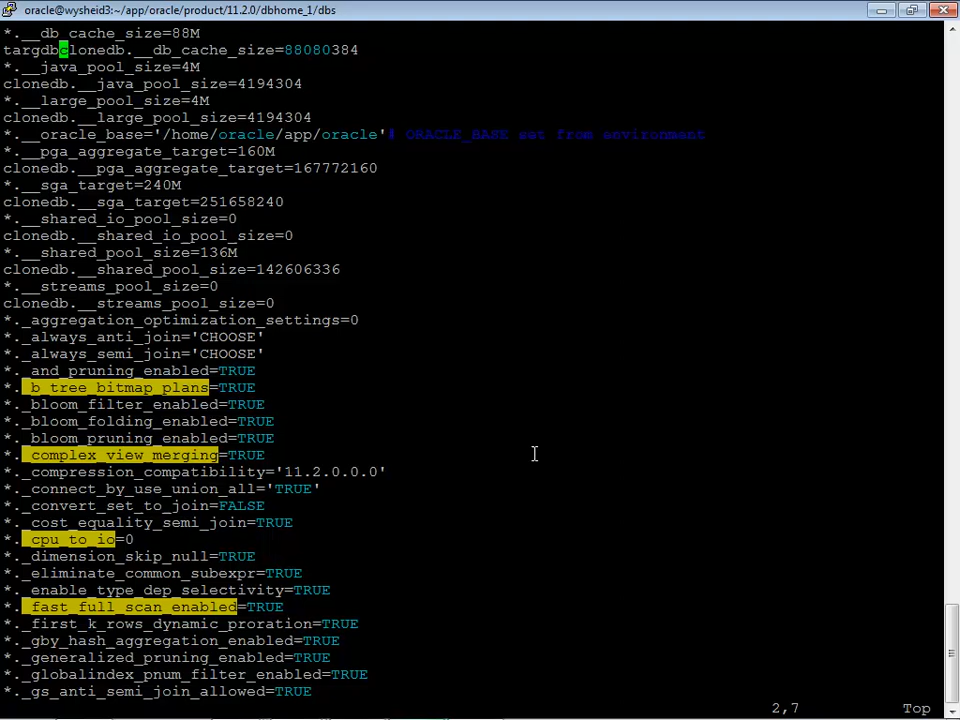 oracle@wysheid3:~/app/oracle/product/11.2.0/dbhome_1/dbs
*.__db_cache_size=88M
targdbclonedb.__db_cache_size=88080384
*.__java_pool_size=4M
clonedb.__java_pool_size=4194304
*.__large_pool_size=4M
clonedb.__large_pool_size=4194304
*.__oracle_base='/home/oracle/app/oracle'# ORACLE_BASE set from environment
*.__pga_aggregate_target=160M
clonedb.__pga_aggregate_target=167772160
*.__sga_target=240M
clonedb.__sga_target=251658240
*.__shared_io_pool_size=0
clonedb.__shared_io_pool_size=0
*.__shared_pool_size=136M
clonedb.__shared_pool_size=142606336
*.__streams_pool_size=0
clonedb.__streams_pool_size=0
*._aggregation_optimization_settings=0
*._always_anti_join='CHOOSE'
*._always_semi_join='CHOOSE'
*._and_pruning_enabled=TRUE
*._b_tree_bitmap_plans=TRUE
*._bloom_filter_enabled=TRUE
*._bloom_folding_enabled=TRUE
*._bloom_pruning_enabled=TRUE
*._complex_view_merging=TRUE
*._compression_compatibility='11.2.0.0.0'
*._connect_by_use_union_all='TRUE'
*._convert_set_to_join=FALSE
*._cost_equality_semi_join=TRUE
*._cpu_to_io=0
*._dimension_skip_null=TRUE
*._eliminate_common_subexpr=TRUE
*._enable_type_dep_selectivity=TRUE
*._fast_full_scan_enabled=TRUE
*._first_k_rows_dynamic_proration=TRUE
*._gby_hash_aggregation_enabled=TRUE
*._generalized_pruning_enabled=TRUE
*._globalindex_pnum_filter_enabled=TRUE
*._gs_anti_semi_join_allowed=TRUE
2,7 Top